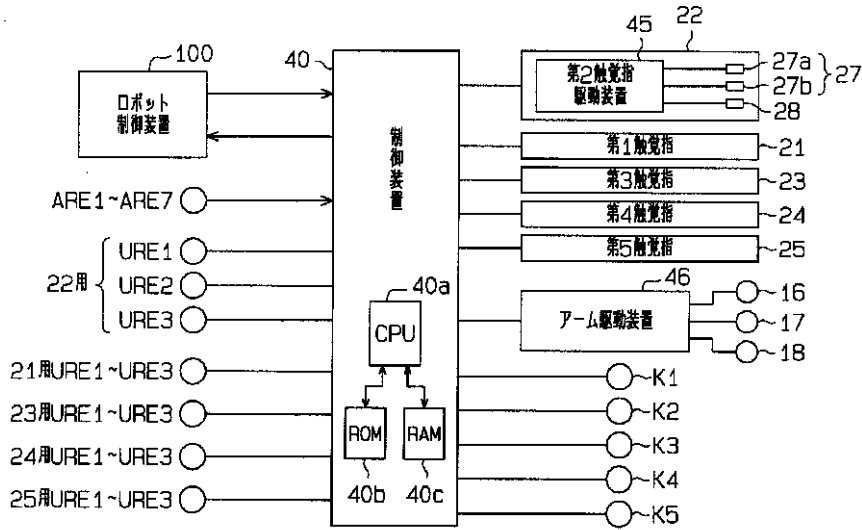 100
ロボット
制御装置
ARE1~ARE7
22用
URE1
URE2
URE3
21用URE1~URE3
23用URE1~URE3
24用URE1~URE3
25用URE1~URE3
40
制御装置
40a
CPU
ROM
RAM
40b
40c
45
22
第2触覚指
駆動装置
27a
27b
27
28
第1触覚指
21
第3触覚指
23
第4触覚指
24
第5触覚指
25
46
アーム駆動装置
16
17
18
K1
K2
K3
K4
K5